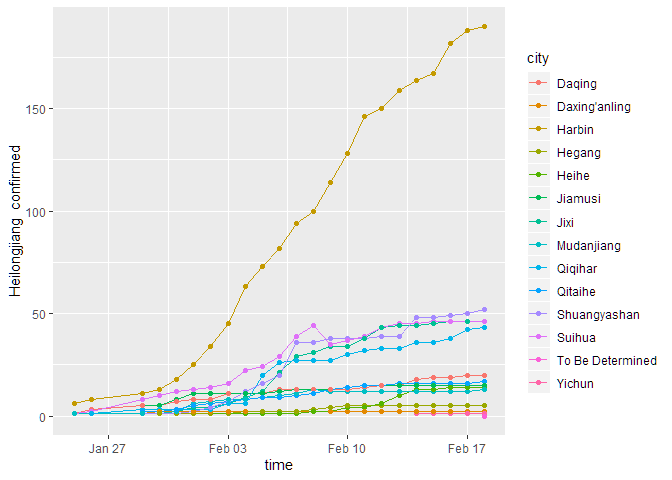 city
Daqing
Daxing'anling
Harbin
Hegang
Heihe
Jiamusi
Jixi
Mudanjiang
Qiqihar
Qitaihe
Shuangyashan
Suihua
To Be Determined
Yichun
Heilongjiang confirmed
150
100
50
0
Jan 27
Feb 03
Feb 10
Feb 17
time